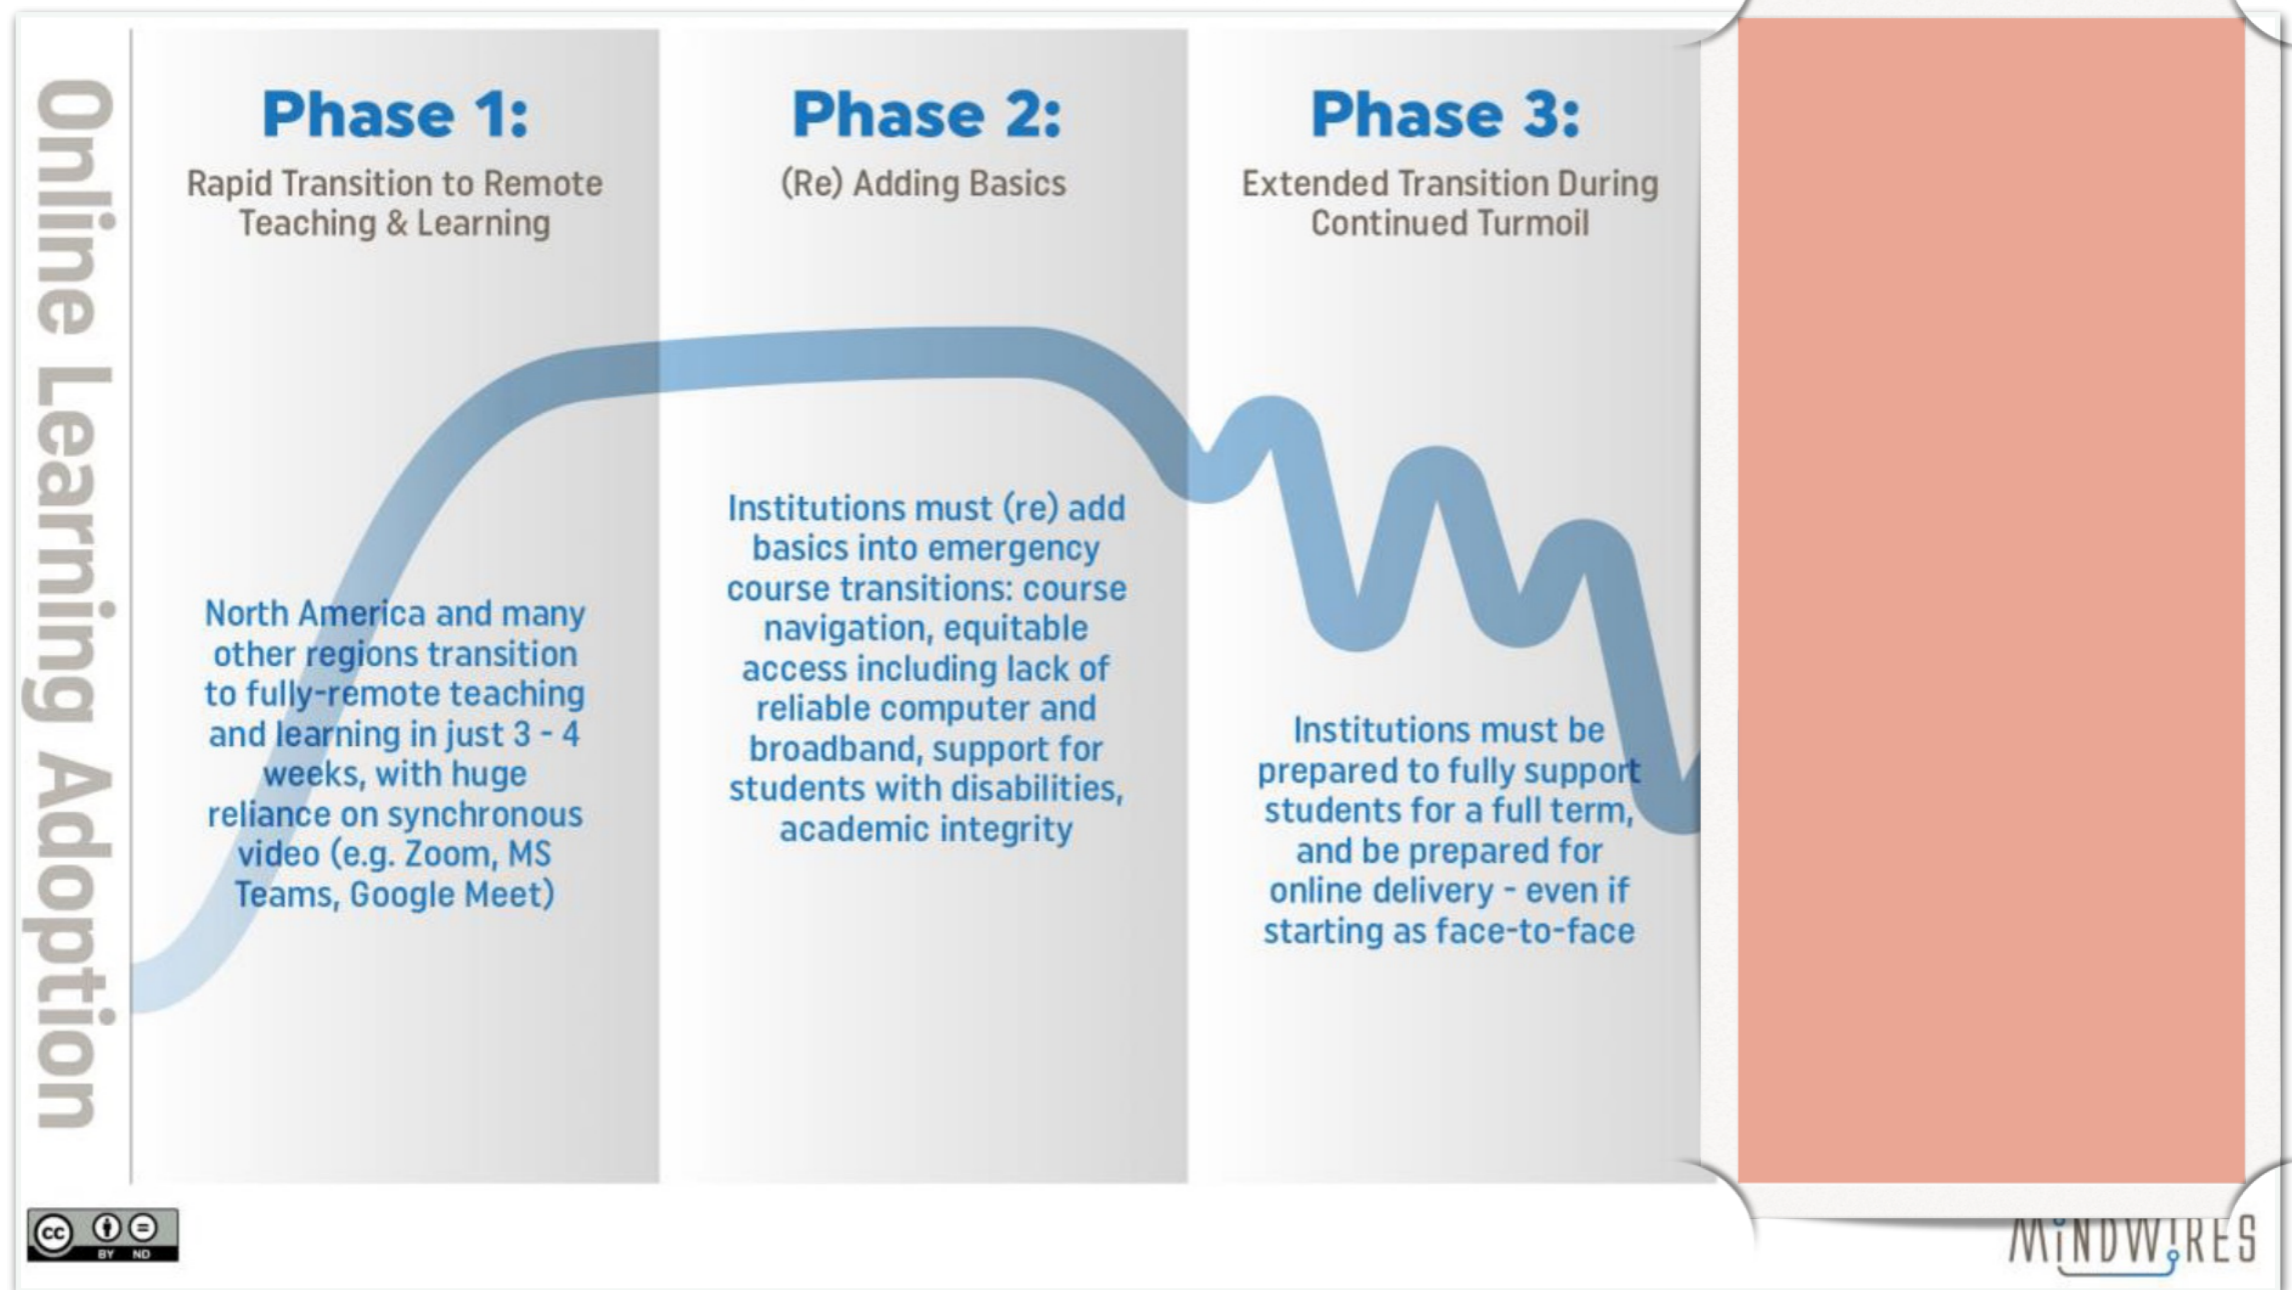 Online Learning Adoption
Phase 1:
Rapid Transition to Remote
Teaching & Learning
North America and many
other regions transition
to fully-remote teaching
and learning in just 3 - 4
weeks, with huge
reliance on synchronous
video (e.g. Zoom, MS
Teams, Google Meet)
Phase 2:
(Re) Adding Basics
Institutions must (re) add
basics into emergency
course transitions: course
navigation, equitable
access including lack of
reliable computer and
broadband, support for
students with disabilities,
academic integrity
Phase 3:
Extended Transition During
Continued Turmoil
Institutions must be
prepared to fully support
students for a full term,
and be prepared for
online delivery - even if
starting as face-to-face
cc
BY ND
MiNDWiRES